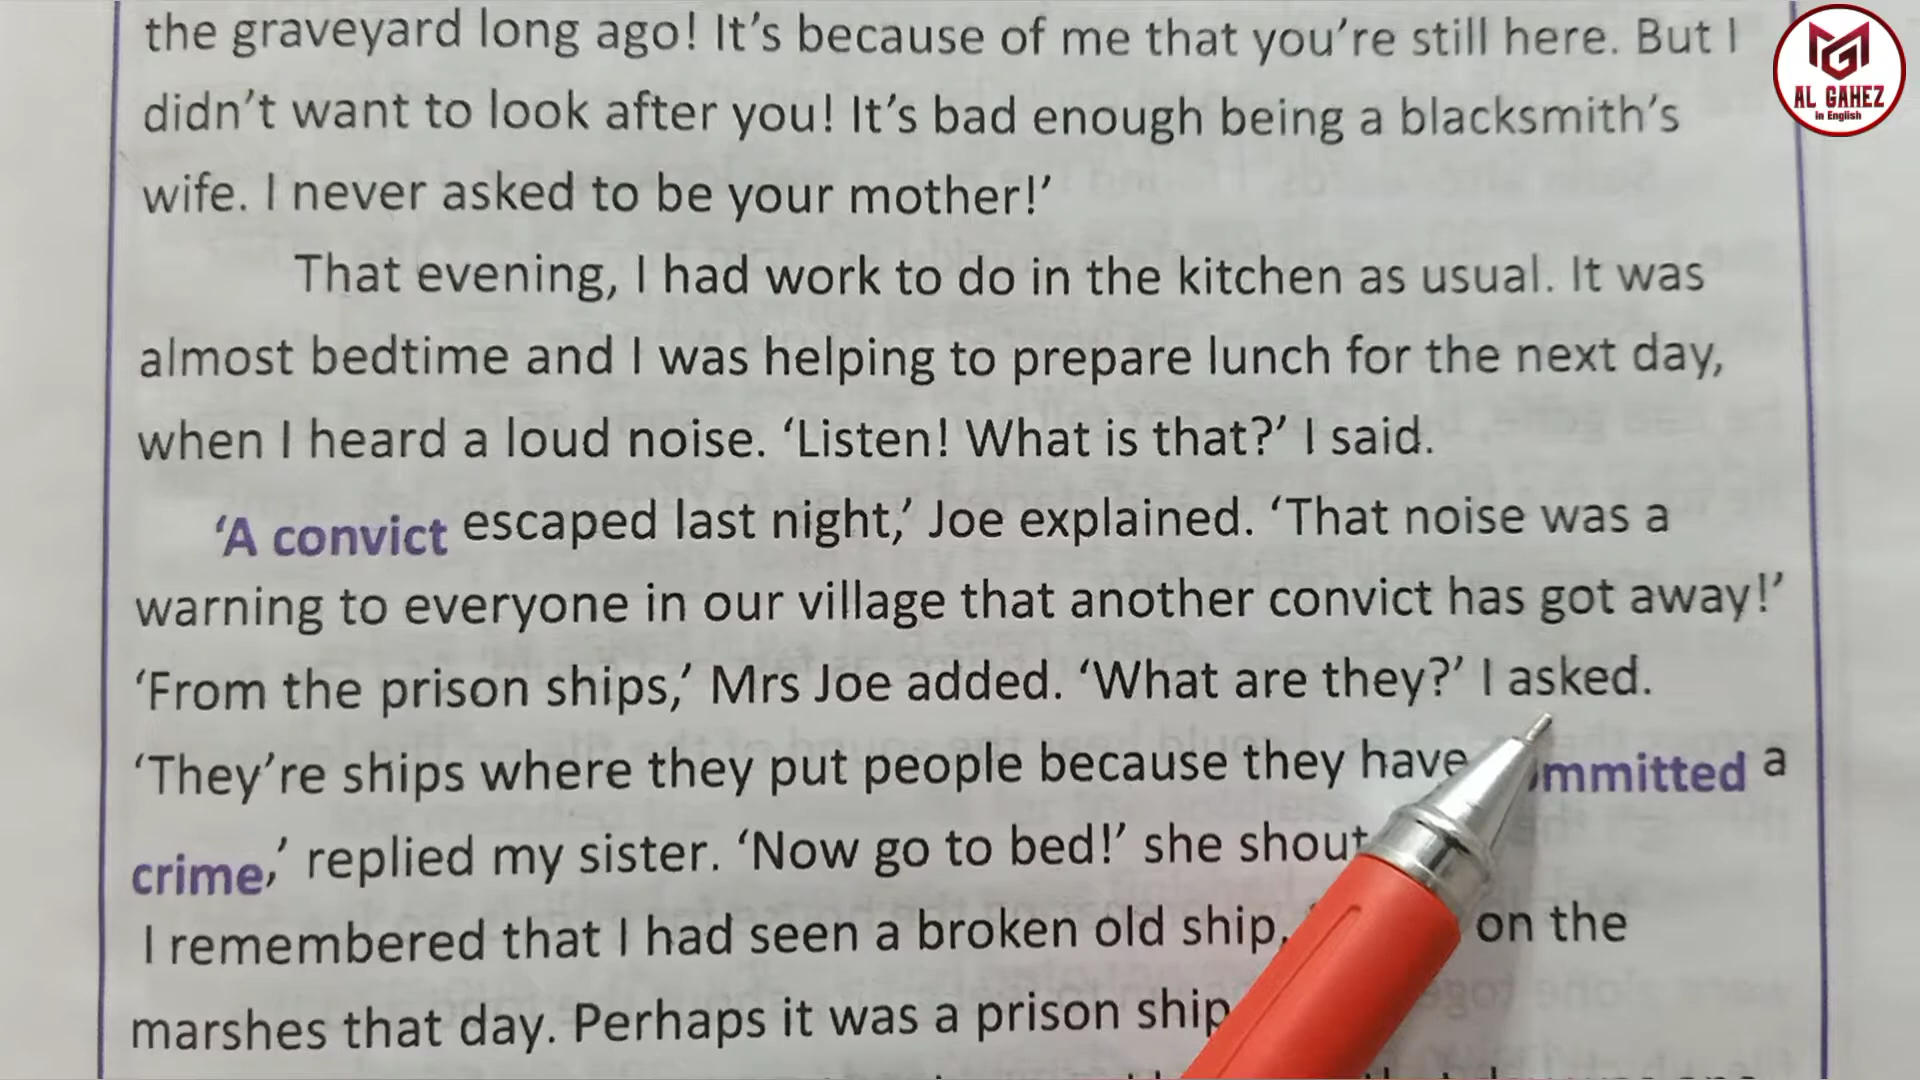 the graveyard long ago! It's because of me that you're still here. But I
didn't want to look after you! It's bad enough being a blacksmith's
wife. I never asked to be your mother!'
That evening, I had work to do in the kitchen as usual. It was
almost bedtime and I was helping to prepare lunch for the next day,
when I heard a loud noise. 'Listen! What is that?' I said.
'A convict escaped last night,' Joe explained. 'That noise was a
warning to everyone in our village that another convict has got away!'
'From the prison ships,' Mrs Joe added. 'What are they?' I asked.
'They're ships where they put people because they have mmitted a
crime,' replied my sister. 'Now go to bed!' she shout
I remembered that I had seen a broken old ship, on the
marshes that day. Perhaps it was a prison ship
AL GAHEZ
in English